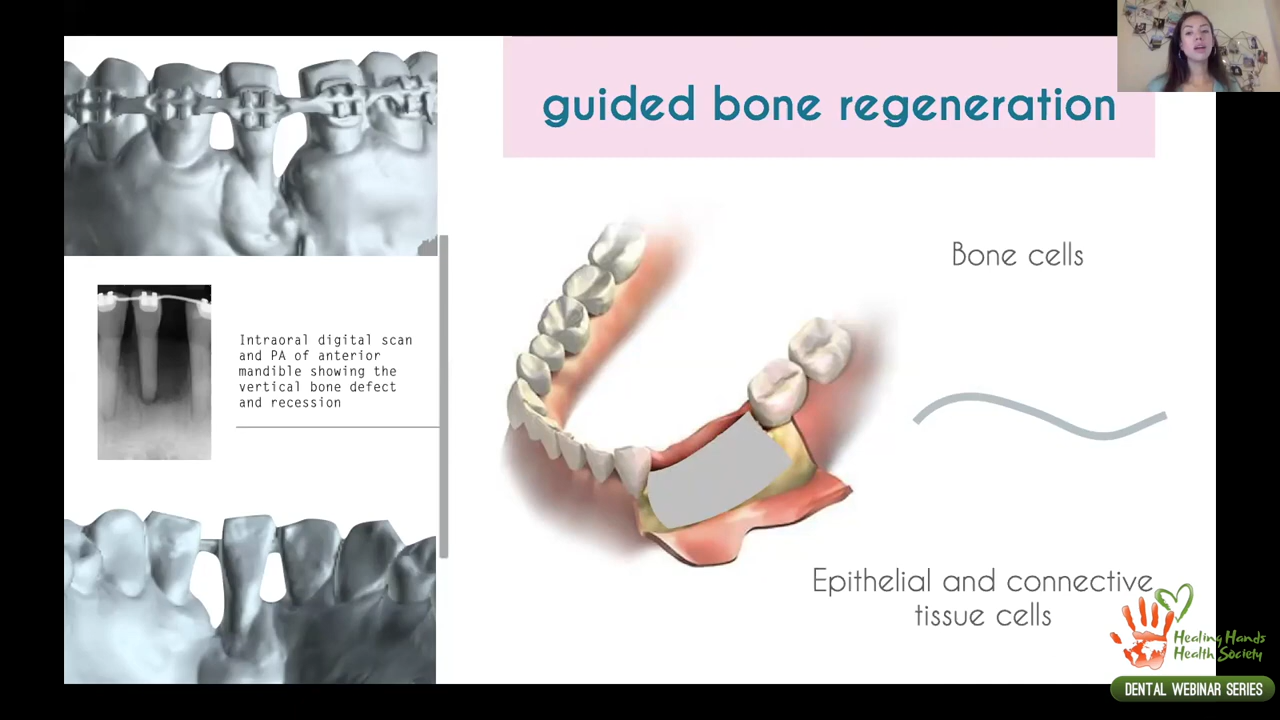 guided bone regeneration
Bone cells
Intraoral digital scan
and PA of anterior
mandible showing the
vertical bone defect
and recession
Epithelial and connective
tissue cells
Healing Hands
Health Society
DENTAL WEBINAR SERIES